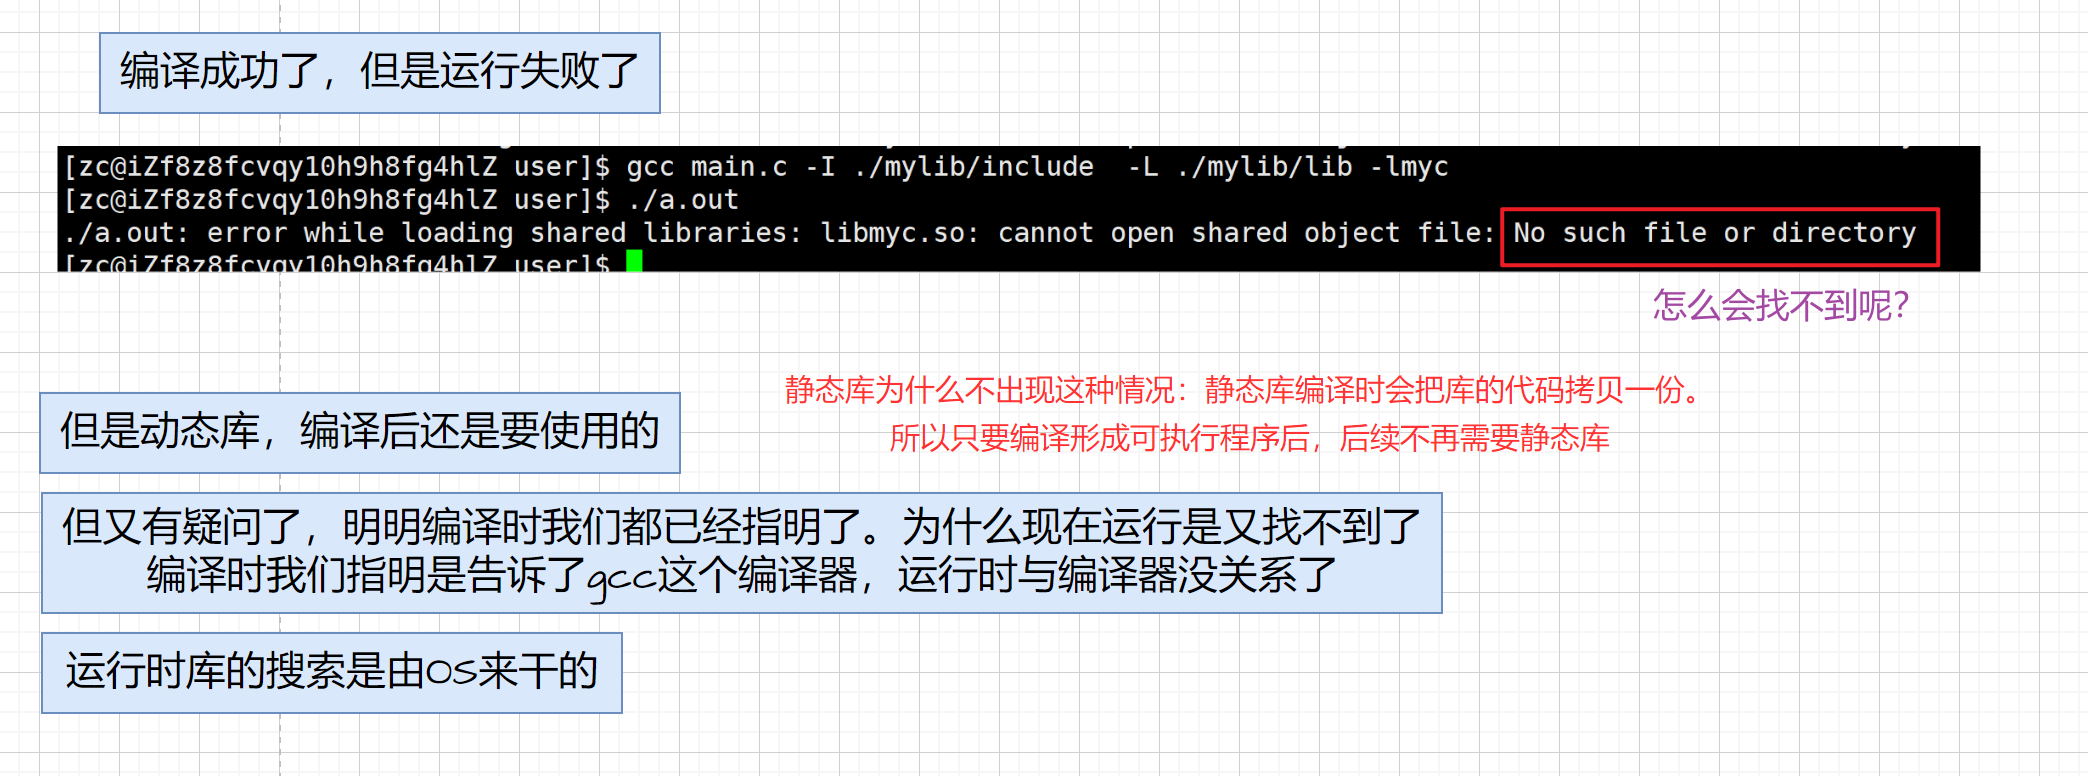 编译成功了，但是运行失败了
[zc@iZf8z8fcvqy10h9h8fg4hlZ user]$ gcc main.c -I ./mylib/include  -L ./mylib/lib -lmyc
[zc@iZf8z8fcvqy10h9h8fg4hlZ user]$ ./a.out
./a.out: error while loading shared libraries: libmyc.so: cannot open shared object file: No such file or directory
[zc@iZf8z8fcvqy10h9h8fg4hlZ user]$
怎么会找不到呢？
静态库为什么不出现这种情况：静态库编译时会把库的代码拷贝一份。
所以只要编译形成可执行程序后，后续不再需要静态库
但是动态库，编译后还是要使用的
但又有疑问了，明明编译时我们都已经指明了。为什么现在运行是又找不到了
编译时我们指明是告诉了gcc这个编译器，运行时与编译器没关系了
运行时库的搜索是由OS来干的